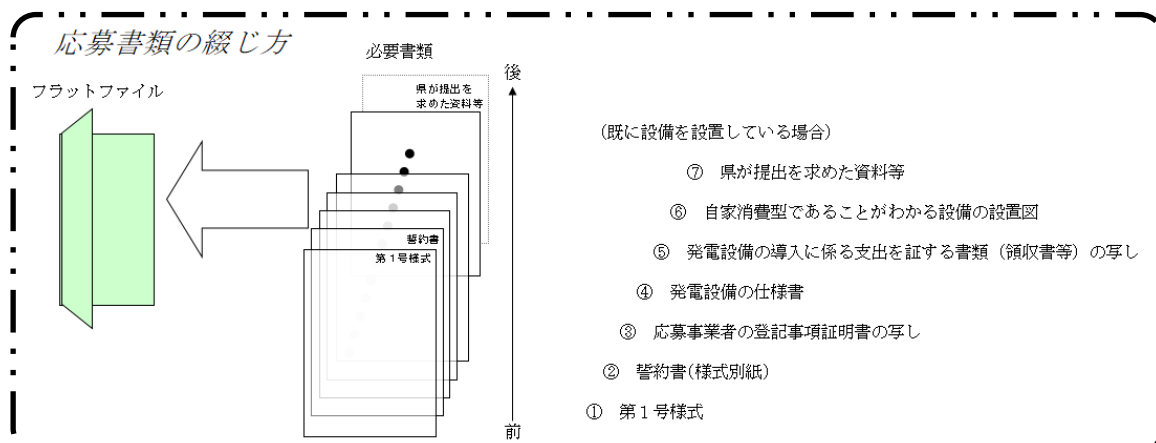 応募書類の綴じ方
必要書類
フラットファイル
後
県が提出を
求めた資料等
誓約書
第１号様式
前
(既に設備を設置している場合)
⑦　県が提出を求めた資料等
⑥　自家消費型であることがわかる設備の設置図
⑤　発電設備の導入に係る支出を証する書類（領収書等）の写し
④　発電設備の仕様書
③　応募事業者の登記事項証明書の写し
②　誓約書(様式別紙)
①　第１号様式